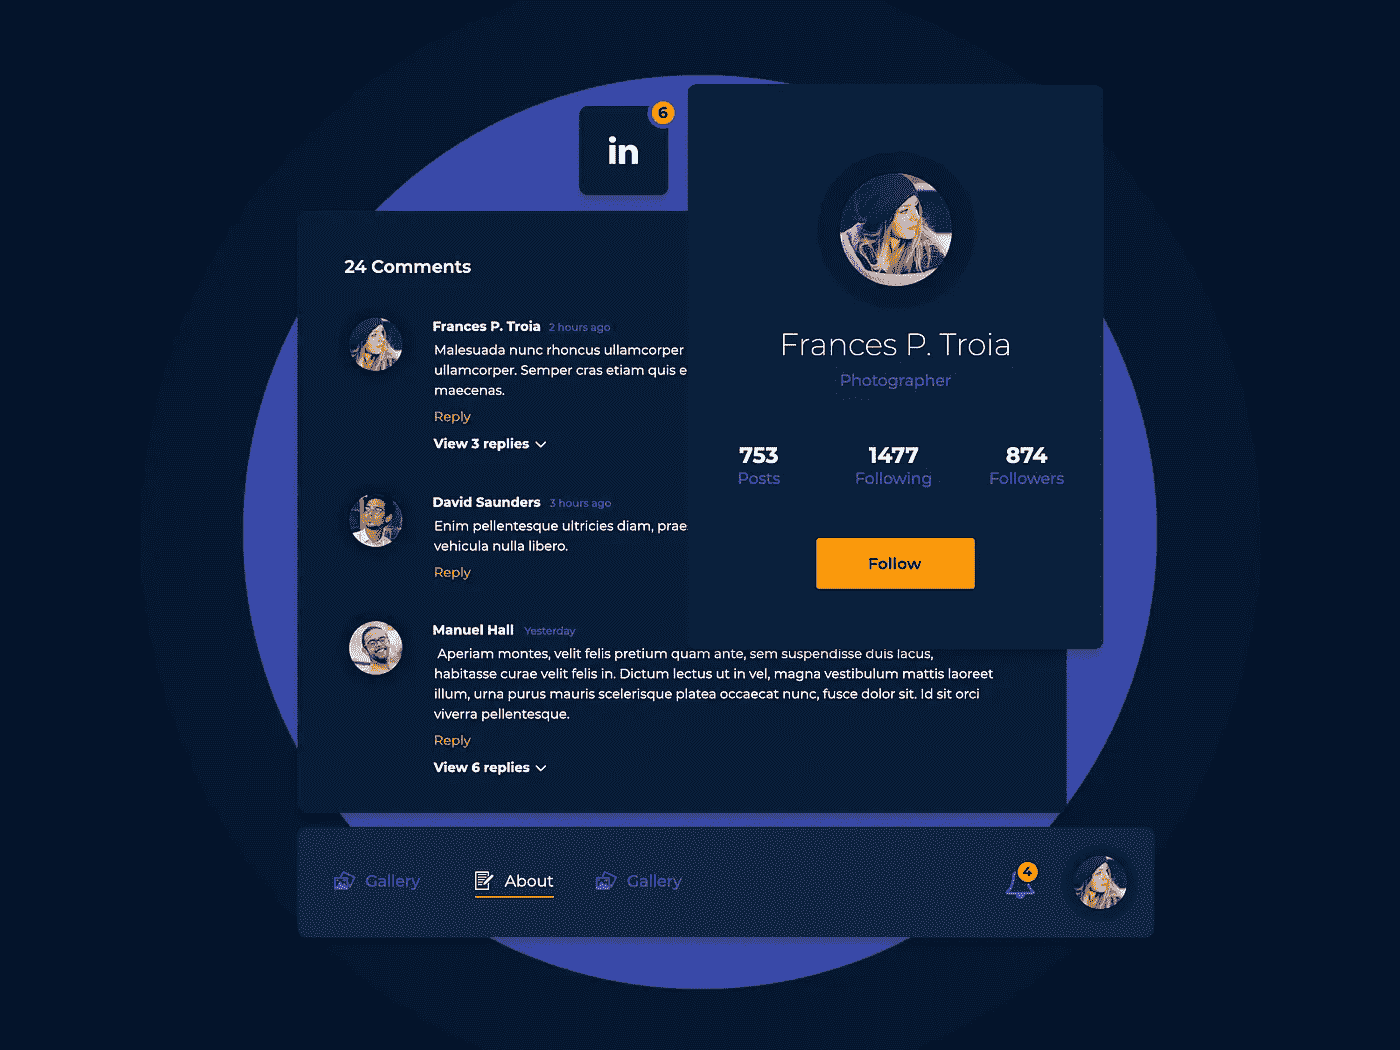 6
in
24 Comments
Frances P. Troia 2 hours ago
Malesuada nunc rhoncus ullamcorper
ullamcorper. Semper cras etiam quis e
maecenas.
Reply
View 3 replies
David Saunders 3 hours ago
Enim pellentesque ultricies diam, prae
vehicula nulla libero.
Reply
Manuel Hall Yesterday
Aperiam montes, velit felis pretium quam ante, sem suspendisse duis lacus,
habitasse curae velit felis in. Dictum lectus ut in vel, magna vestibulum mattis laoreet
illum, urna purus mauris scelerisque platea occaecat nunc, fusce dolor sit. Id sit orci
viverra pellentesque.
Reply
View 6 replies
Frances P. Troia
Photographer
753 1477 874
Posts Following Followers
Follow
Gallery About Gallery 4